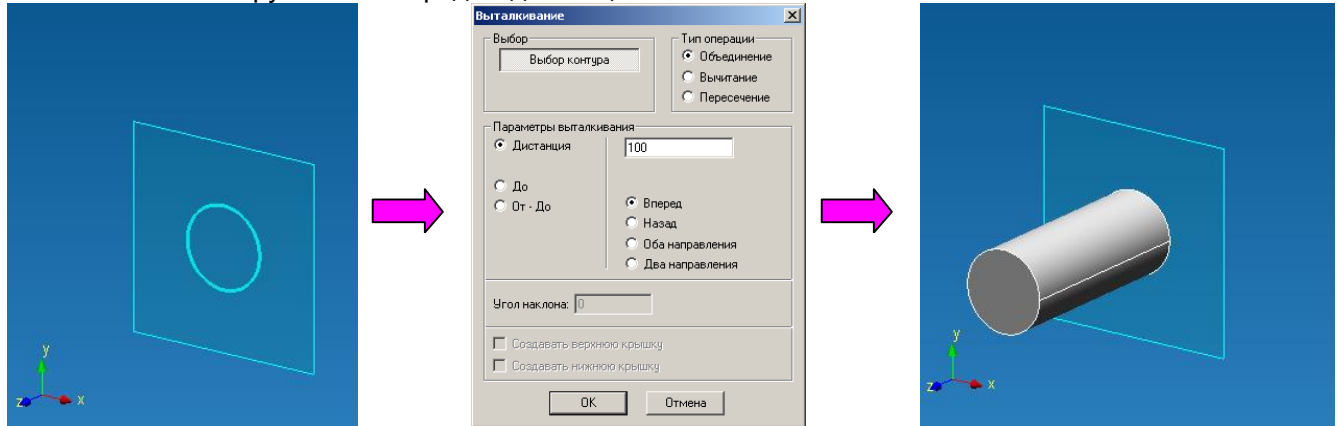 Выталкивание
Выбор
Выбор контура
Тип операции
Объединение
Вычитание
Пересечение
Параметры выталкивания
Дистанция
100
До
От - До
Вперед
Назад
Оба направления
Два направления
Угол наклона: 0
Создавать верхнюю крышку
Создавать нижнюю крышку
OK Отмена
y
z x
y
z x